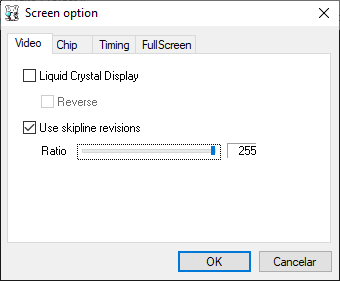 Screen option
Video Chip Timing FullScreen
Liquid Crystal Display
Reverse
Use skipline revisions
Ratio 255
OK Cancelar